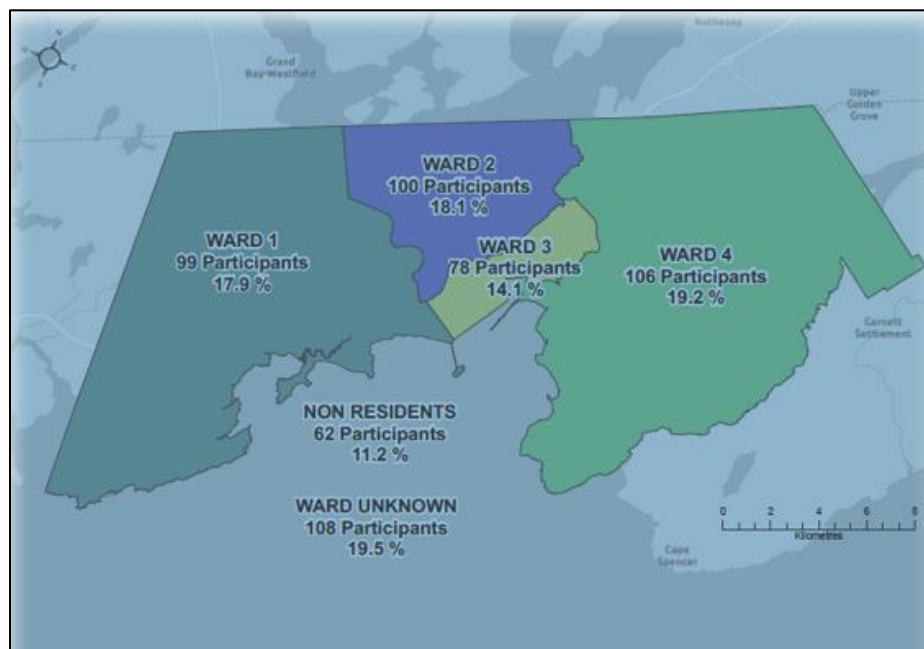 Rothesay
Grand
Bay-Westfield
Upper
Golden
Grove
WARD 2
100 Participants
18.1 %
WARD 1
99 Participants
17.9 %
WARD 3
78 Participants
14.1 %
WARD 4
106 Participants
19.2 %
Garnett
Settlement
NON RESIDENTS
62 Participants
11.2 %
WARD UNKNOWN
108 Participants
19.5 %
0 2 4 6 8
Kilometres
Cape
Spencer